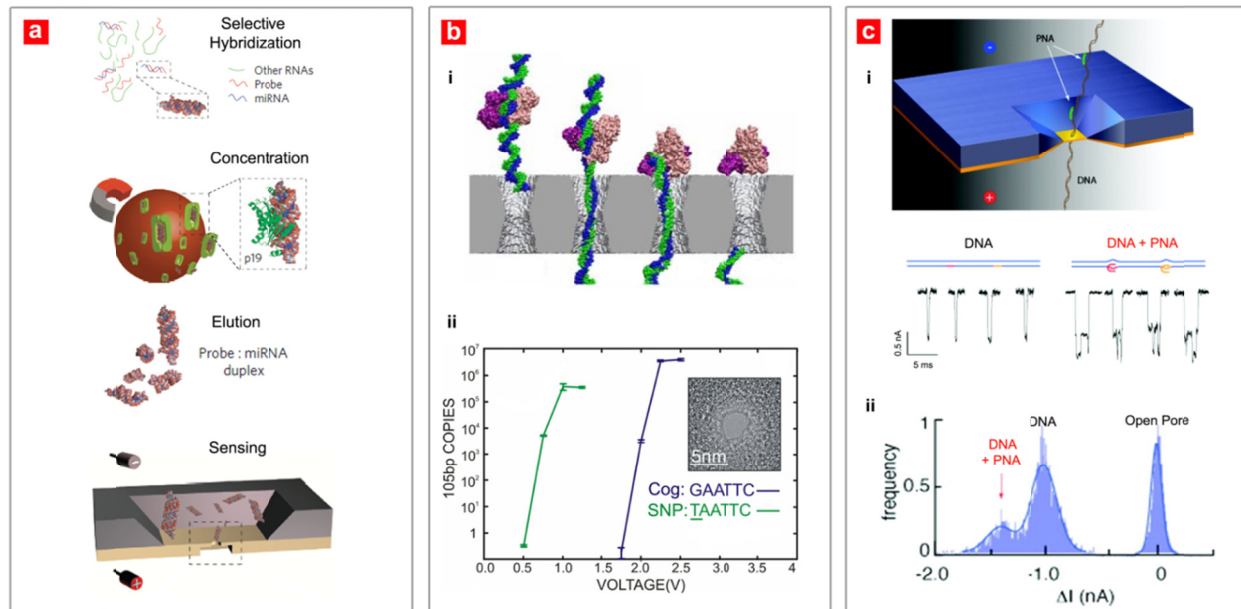 a
Selective
Hybridization
Other RNAs
Probe
miRNA
Concentration
p19
Elution
Probe : miRNA
duplex
Sensing
b
i
ii
10⁷
10⁶
10⁵
10⁴
10³
10²
10¹
1
105bp COPIES
5nm
Cog: GAATTC
SNP: TAATTC
0.0 0.5 1.0 1.5 2.0 2.5 3.0 3.5 4
VOLTAGE(V)
c
i
PNA
-
DNA
+
DNA
DNA + PNA
0.5 nA
5 ms
ii
1
0.5
0
frequency
DNA
+ PNA
DNA
Open Pore
-2.0 -1.0 0
ΔI (nA)